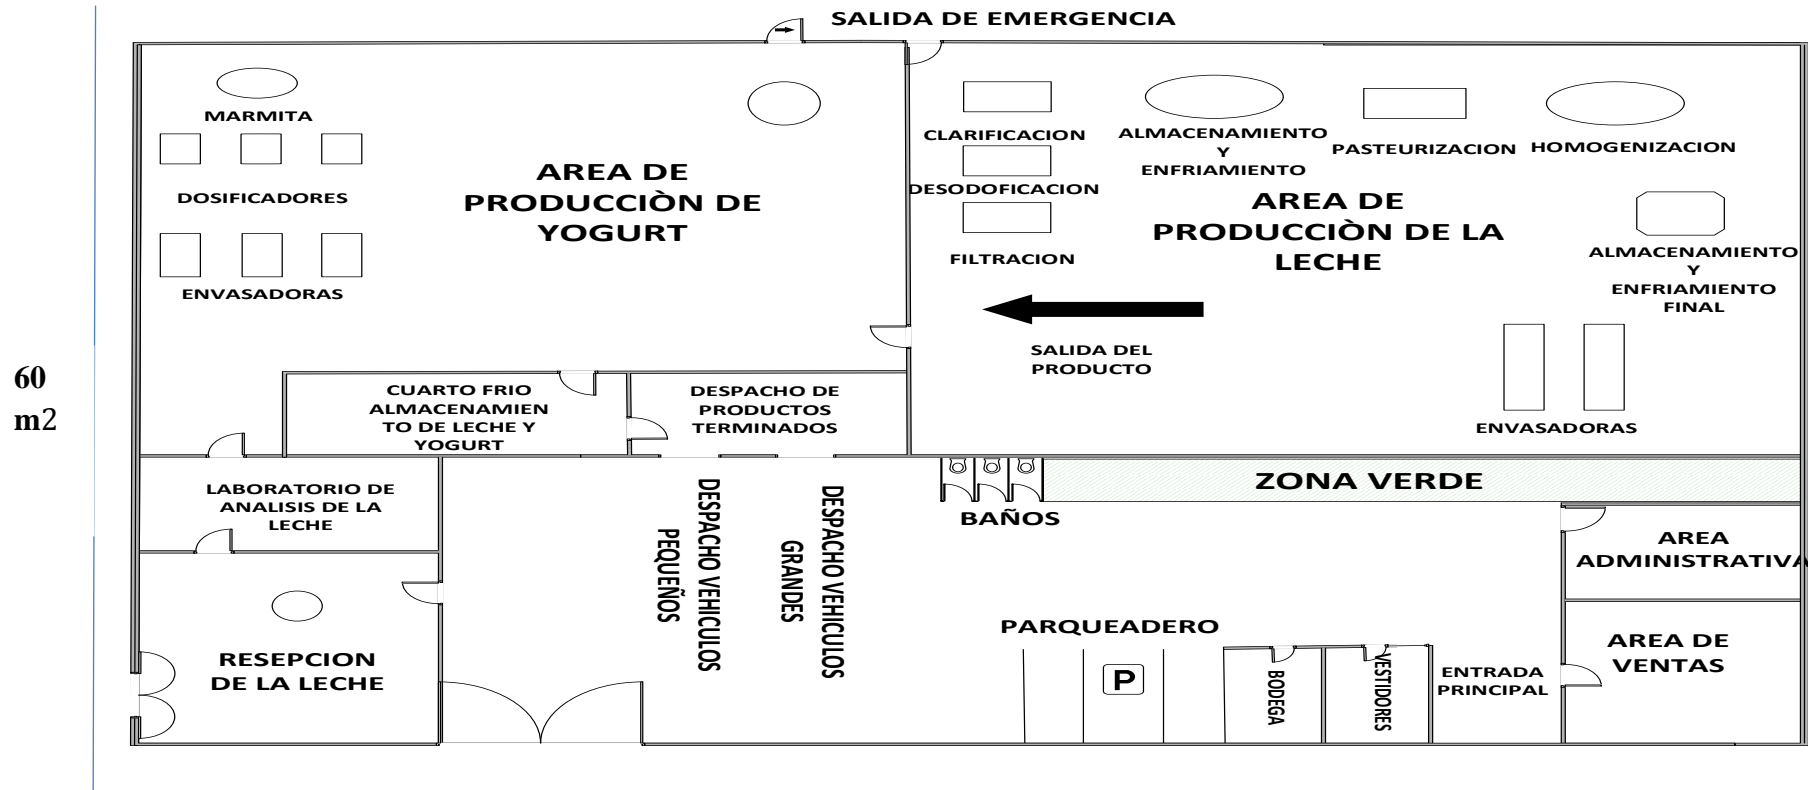 SALIDA DE EMERGENCIA
MARMITA
DOSIFICADORES
ENVASADORAS
AREA DE
PRODUCCIÒN DE
YOGURT
CLARIFICACION
DESODOFICACION
FILTRACION
ALMACENAMIENTO
Y
ENFRIAMIENTO
PASTEURIZACION
HOMOGENIZACION
AREA DE
PRODUCCIÒN DE LA
LECHE
ALMACENAMIENTO
Y
ENFRIAMIENTO
FINAL
SALIDA DEL
PRODUCTO
ENVASADORAS
60
m2
CUARTO FRIO
ALMACENAMIEN
TO DE LECHE Y
YOGURT
DESPACHO DE
PRODUCTOS
TERMINADOS
LABORATORIO DE
ANALISIS DE LA
LECHE
DESPACHO VEHICULOS
PEQUEÑOS
DESPACHO VEHICULOS
GRANDES
BAÑOS
ZONA VERDE
AREA
ADMINISTRATIVA
RESEPCION
DE LA LECHE
PARQUEADERO
P
BODEGA
VESTIDORES
ENTRADA
PRINCIPAL
AREA DE
VENTAS